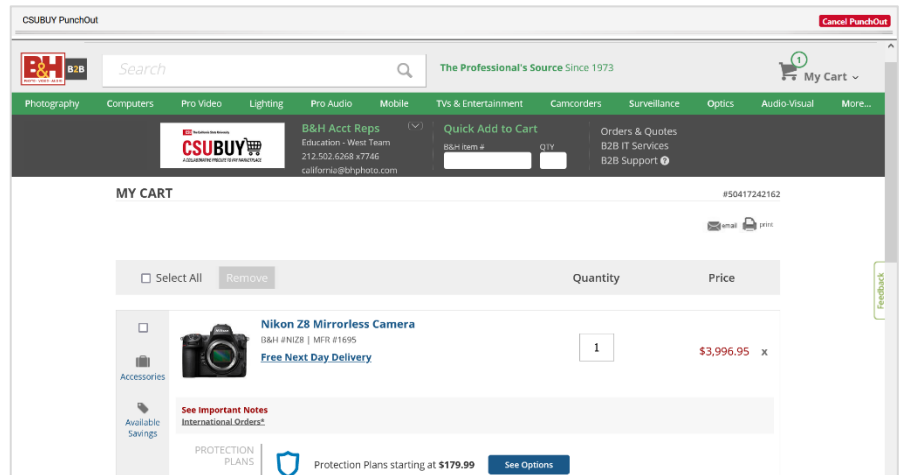 CSUBUY PunchOut
Cancel PunchOut
B&H
B2B
Search
The Professional's Source Since 1973
1
My Cart
Photography Computers Pro Video Lighting Pro Audio Mobile TVs & Entertainment Camcorders Surveillance Optics Audio-Visual More...
CSUBUY
B&H Acct Reps
Education - West Team
212.502.6268 x7746
california@bhphoto.com
Quick Add to Cart
B&H item # QTY
Orders & Quotes
B2B IT Services
B2B Support
MY CART
#50417242162
email print
Select All Remove Quantity Price
Feedback
Nikon Z8 Mirrorless Camera
B&H #NIZ8 | MFR #1695
Free Next Day Delivery
1
$3,996.95 x
Accessories
Available
Savings
See Important Notes
International Orders*
PROTECTION
PLANS
Protection Plans starting at $179.99 See Options